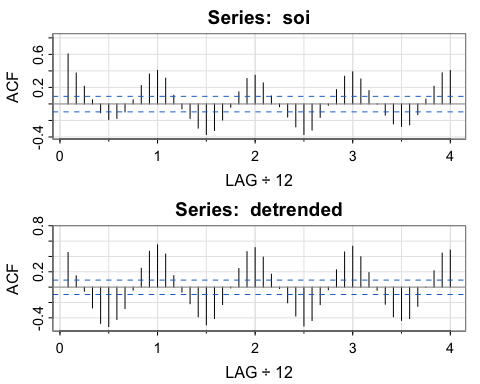 Series: soi
ACF
-0.4 0.2 0.6
0 1 2 3 4
LAG ÷ 12
Series: detrended
ACF
-0.4 0.2 0.8
0 1 2 3 4
LAG ÷ 12